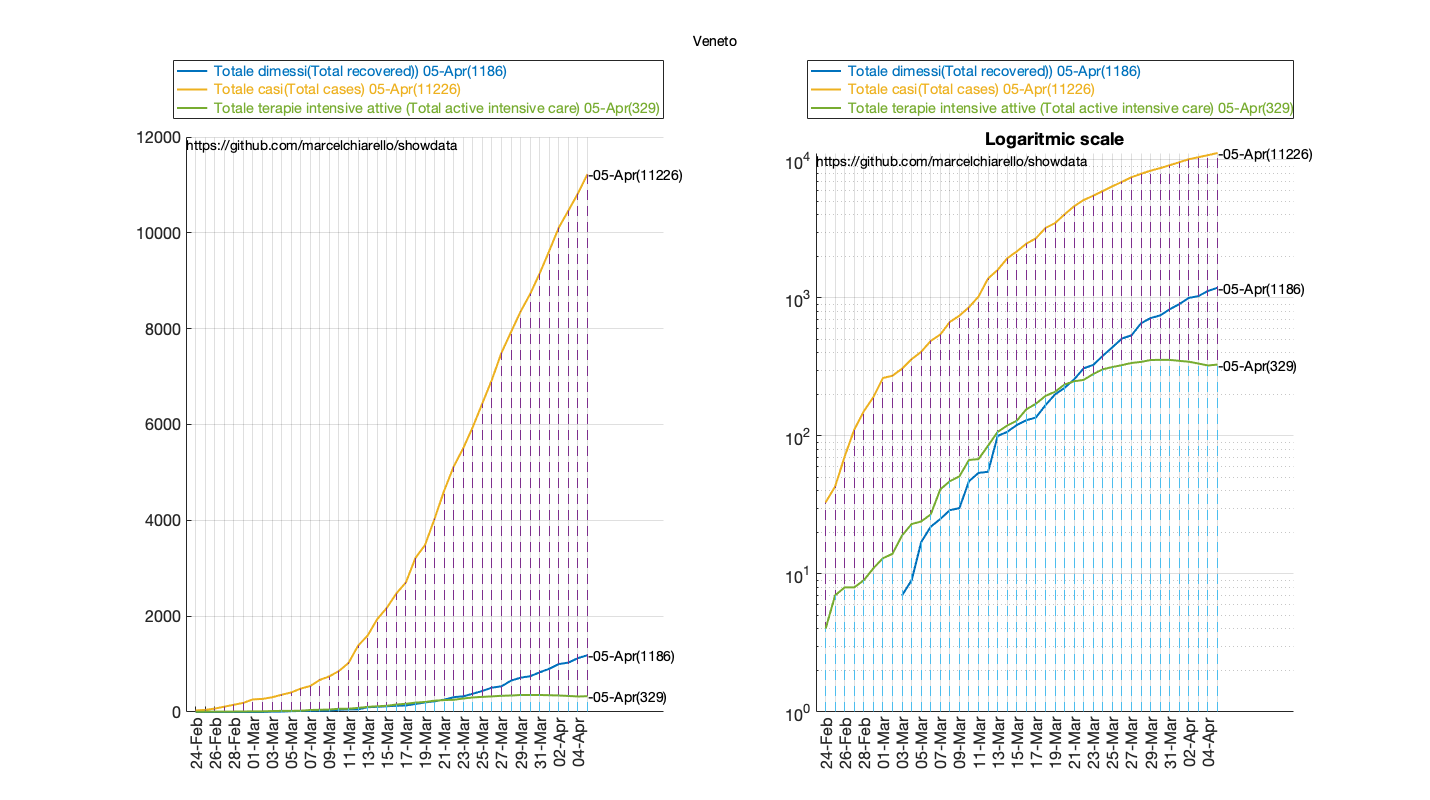 Veneto
Totale dimessi(Total recovered)) 05-Apr(1186)
Totale casi(Total cases) 05-Apr(11226)
Totale terapie intensive attive (Total active intensive care) 05-Apr(329)
12000
10000
8000
6000
4000
2000
0
https://github.com/marcelchiarello/showdata
-05-Apr(11226)
-05-Apr(1186)
-05-Apr(329)
24-Feb
26-Feb
28-Feb
01-Mar
03-Mar
05-Mar
07-Mar
09-Mar
11-Mar
13-Mar
15-Mar
17-Mar
19-Mar
21-Mar
23-Mar
25-Mar
27-Mar
29-Mar
31-Mar
02-Apr
04-Apr
Totale dimessi(Total recovered)) 05-Apr(1186)
Totale casi(Total cases) 05-Apr(11226)
Totale terapie intensive attive (Total active intensive care) 05-Apr(329)
Logaritmic scale
10^4
10^3
10^2
10^1
10^0
https://github.com/marcelchiarello/showdata
-05-Apr(11226)
-05-Apr(1186)
-05-Apr(329)
24-Feb
26-Feb
28-Feb
01-Mar
03-Mar
05-Mar
07-Mar
09-Mar
11-Mar
13-Mar
15-Mar
17-Mar
19-Mar
21-Mar
23-Mar
25-Mar
27-Mar
29-Mar
31-Mar
02-Apr
04-Apr